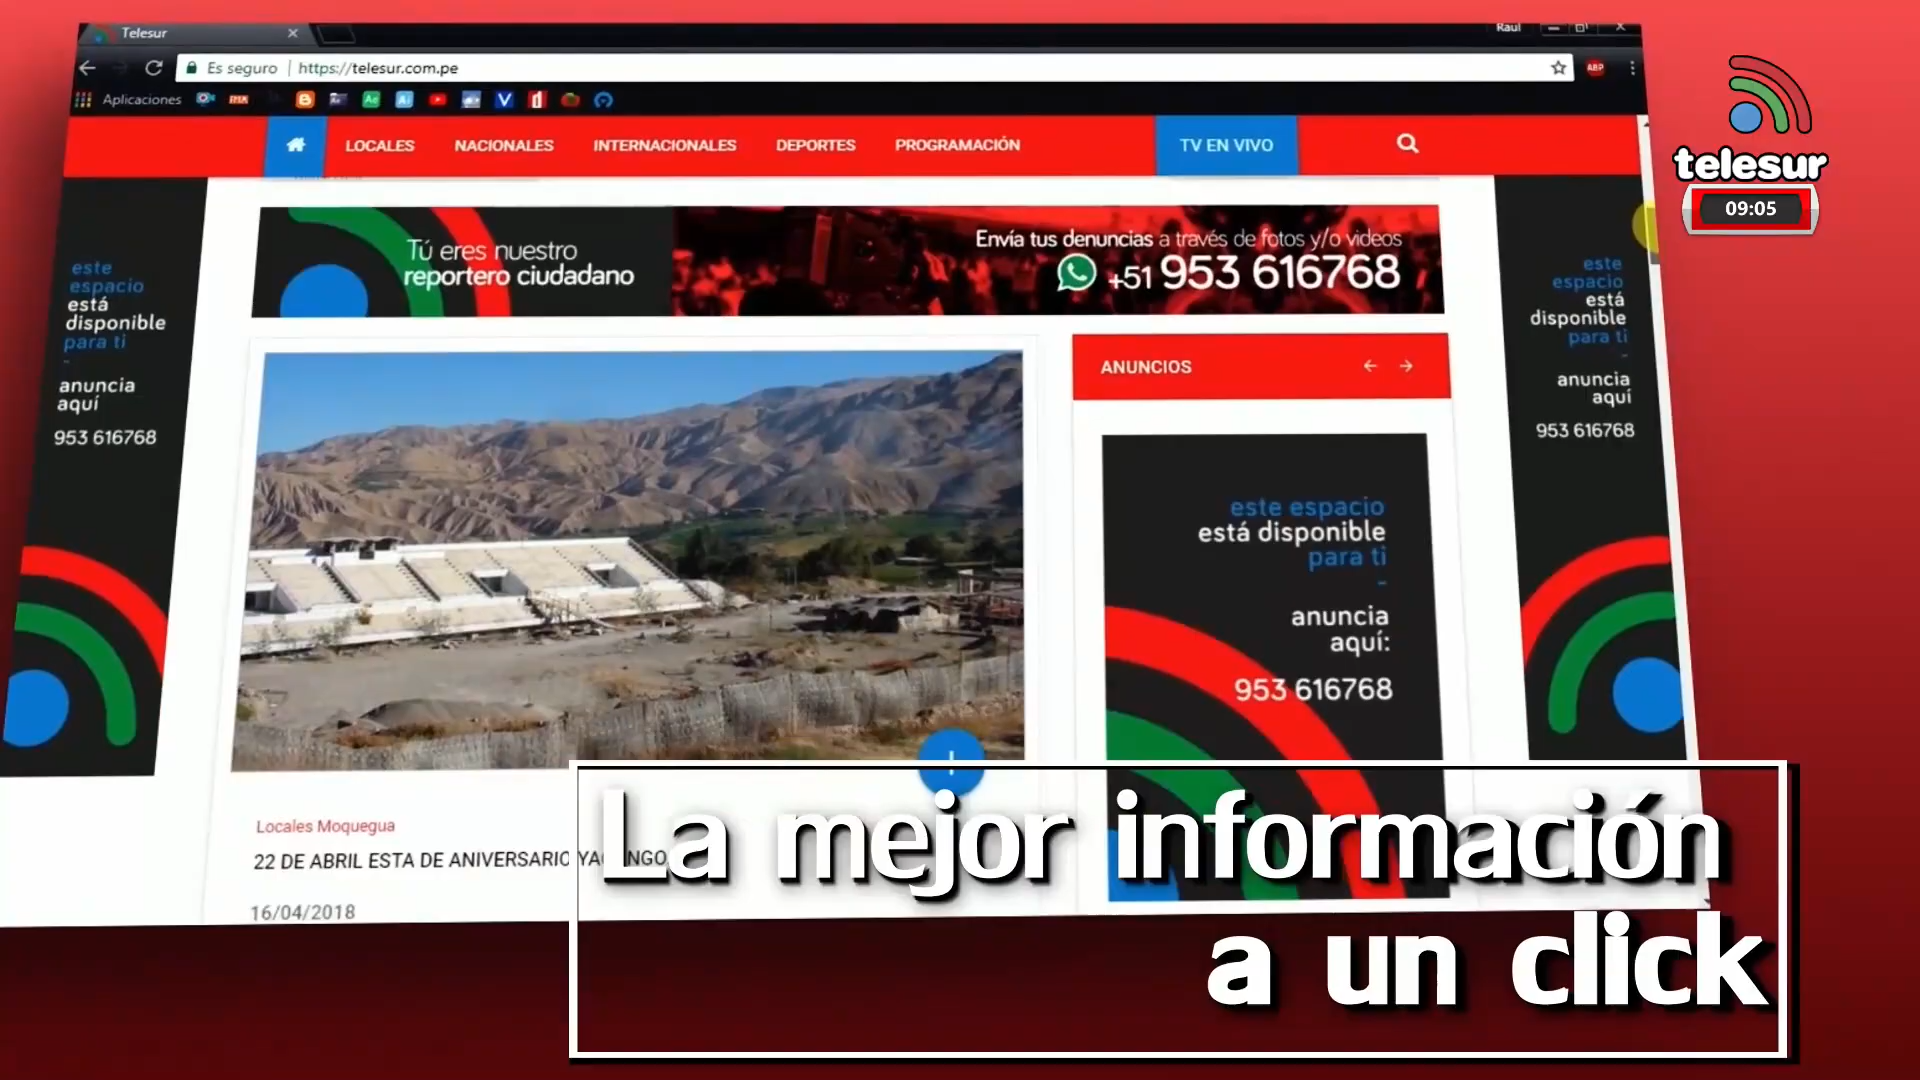 Telesur
Raul
Es seguro
https://telesur.com.pe
ABP
Aplicaciones
LOCALES
NACIONALES
INTERNACIONALES
DEPORTES
PROGRAMACIÓN
TV EN VIVO
telesur
09:05
Tú eres nuestro
reportero ciudadano
Envía tus denuncias a través de fotos y/o videos
+51 953 616768
este
espacio
está
disponible
para ti
-
anuncia
aquí
953 616768
ANUNCIOS
este espacio
está disponible
para ti
-
anuncia
aquí:
953 616768
este
espacio
está
disponible
para ti
-
anuncia
aquí
953 616768
Locales Moquegua
22 DE ABRIL ESTA DE ANIVERSARIO
16/04/2018
La mejor información
a un click